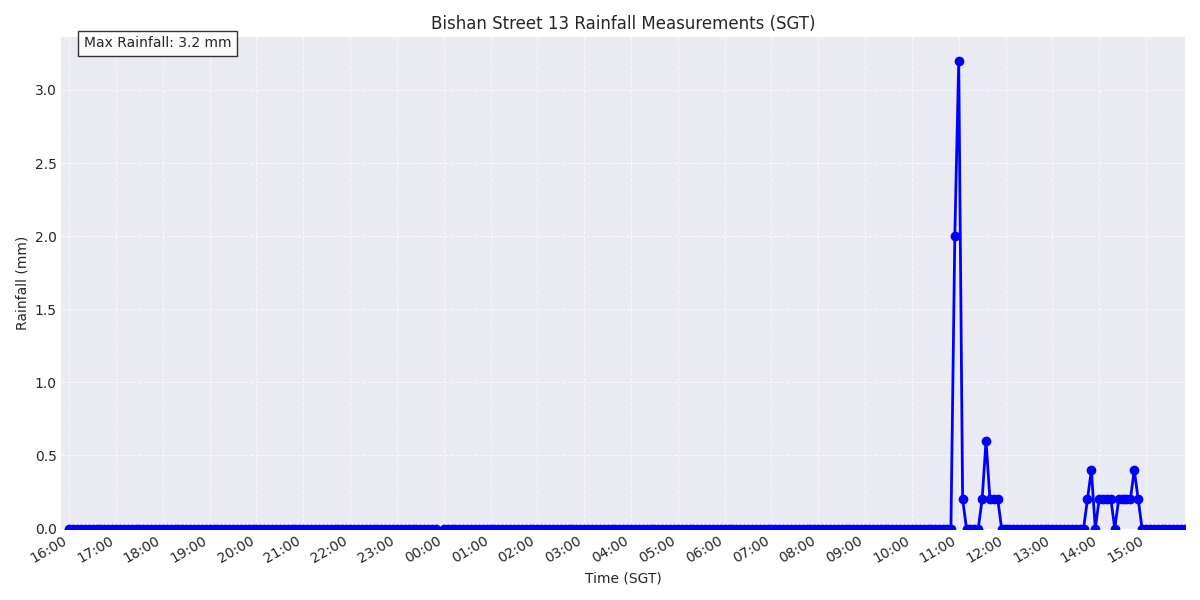 Bishan Street 13 Rainfall Measurements (SGT)
Max Rainfall: 3.2 mm
Rainfall (mm)
3.0
2.5
2.0
1.5
1.0
0.5
0.0
16:00 17:00 18:00 19:00 20:00 21:00 22:00 23:00 00:00 01:00 02:00 03:00 04:00 05:00 06:00 07:00 08:00 09:00 10:00 11:00 12:00 13:00 14:00 15:00
Time (SGT)